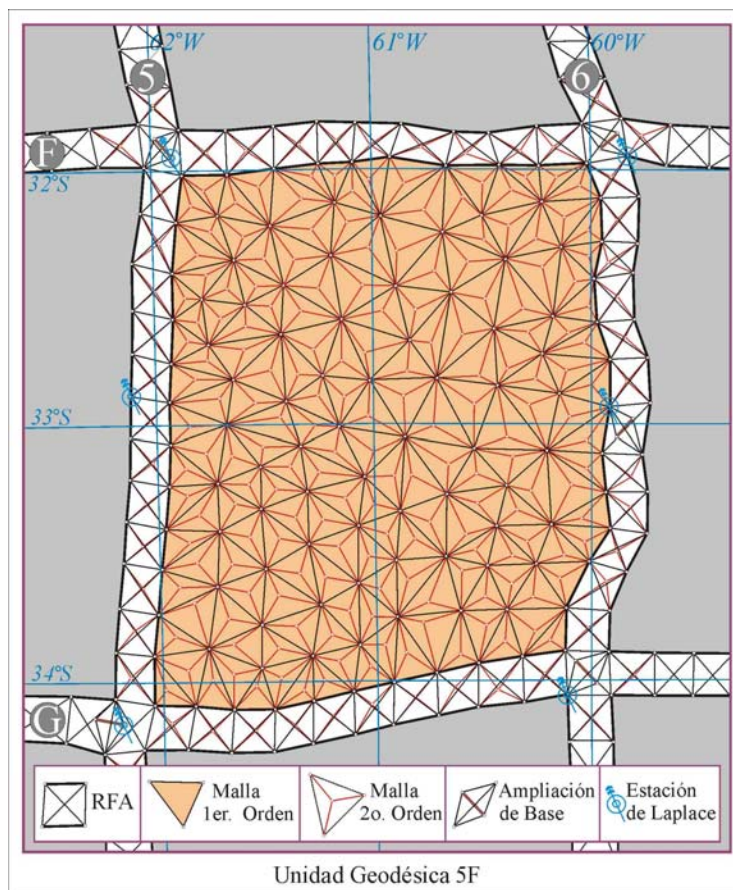 62°W
61°W
60°W
5
6
F
32°S
33°S
34°S
G
RFA
Malla
1er. Orden
Malla
2o. Orden
Ampliación
de Base
Estación
de Laplace
Unidad Geodésica 5F